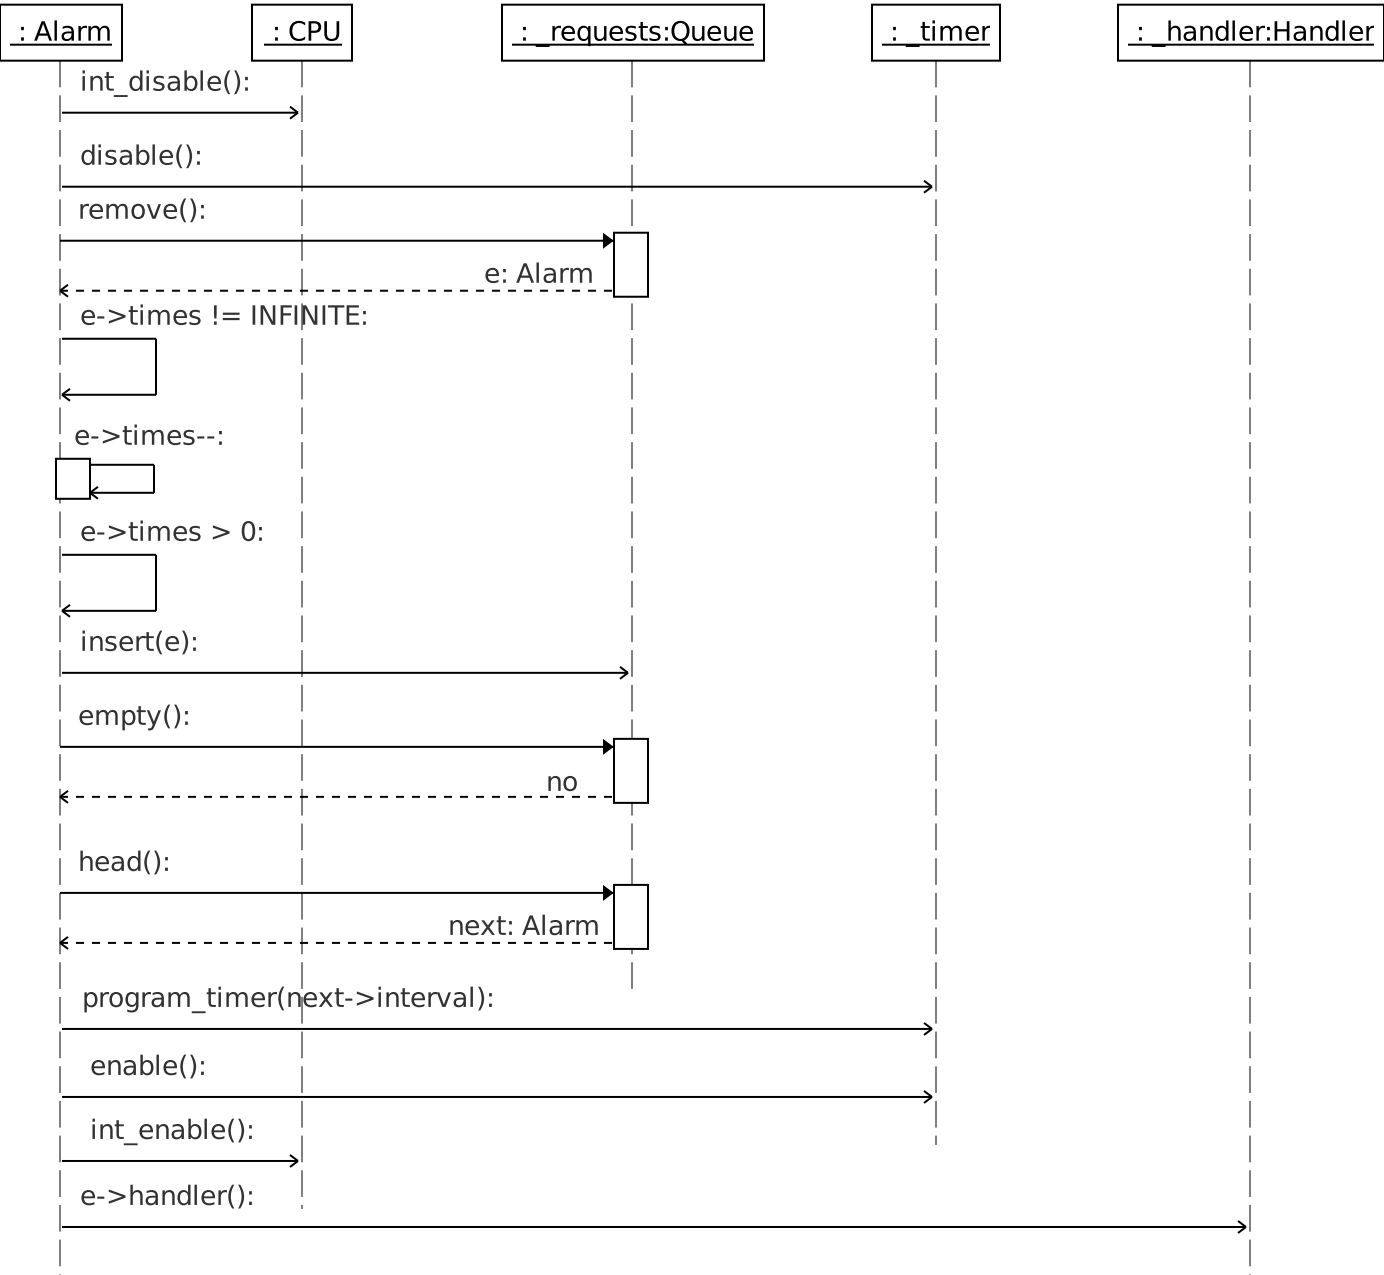 : Alarm
: CPU
: _requests:Queue
: _timer
: _handler:Handler
int_disable():
disable():
remove():
e: Alarm
e->times != INFINITE:
e->times--:
e->times > 0:
insert(e):
empty():
no
head():
next: Alarm
program_timer(next->interval):
enable():
int_enable():
e->handler():